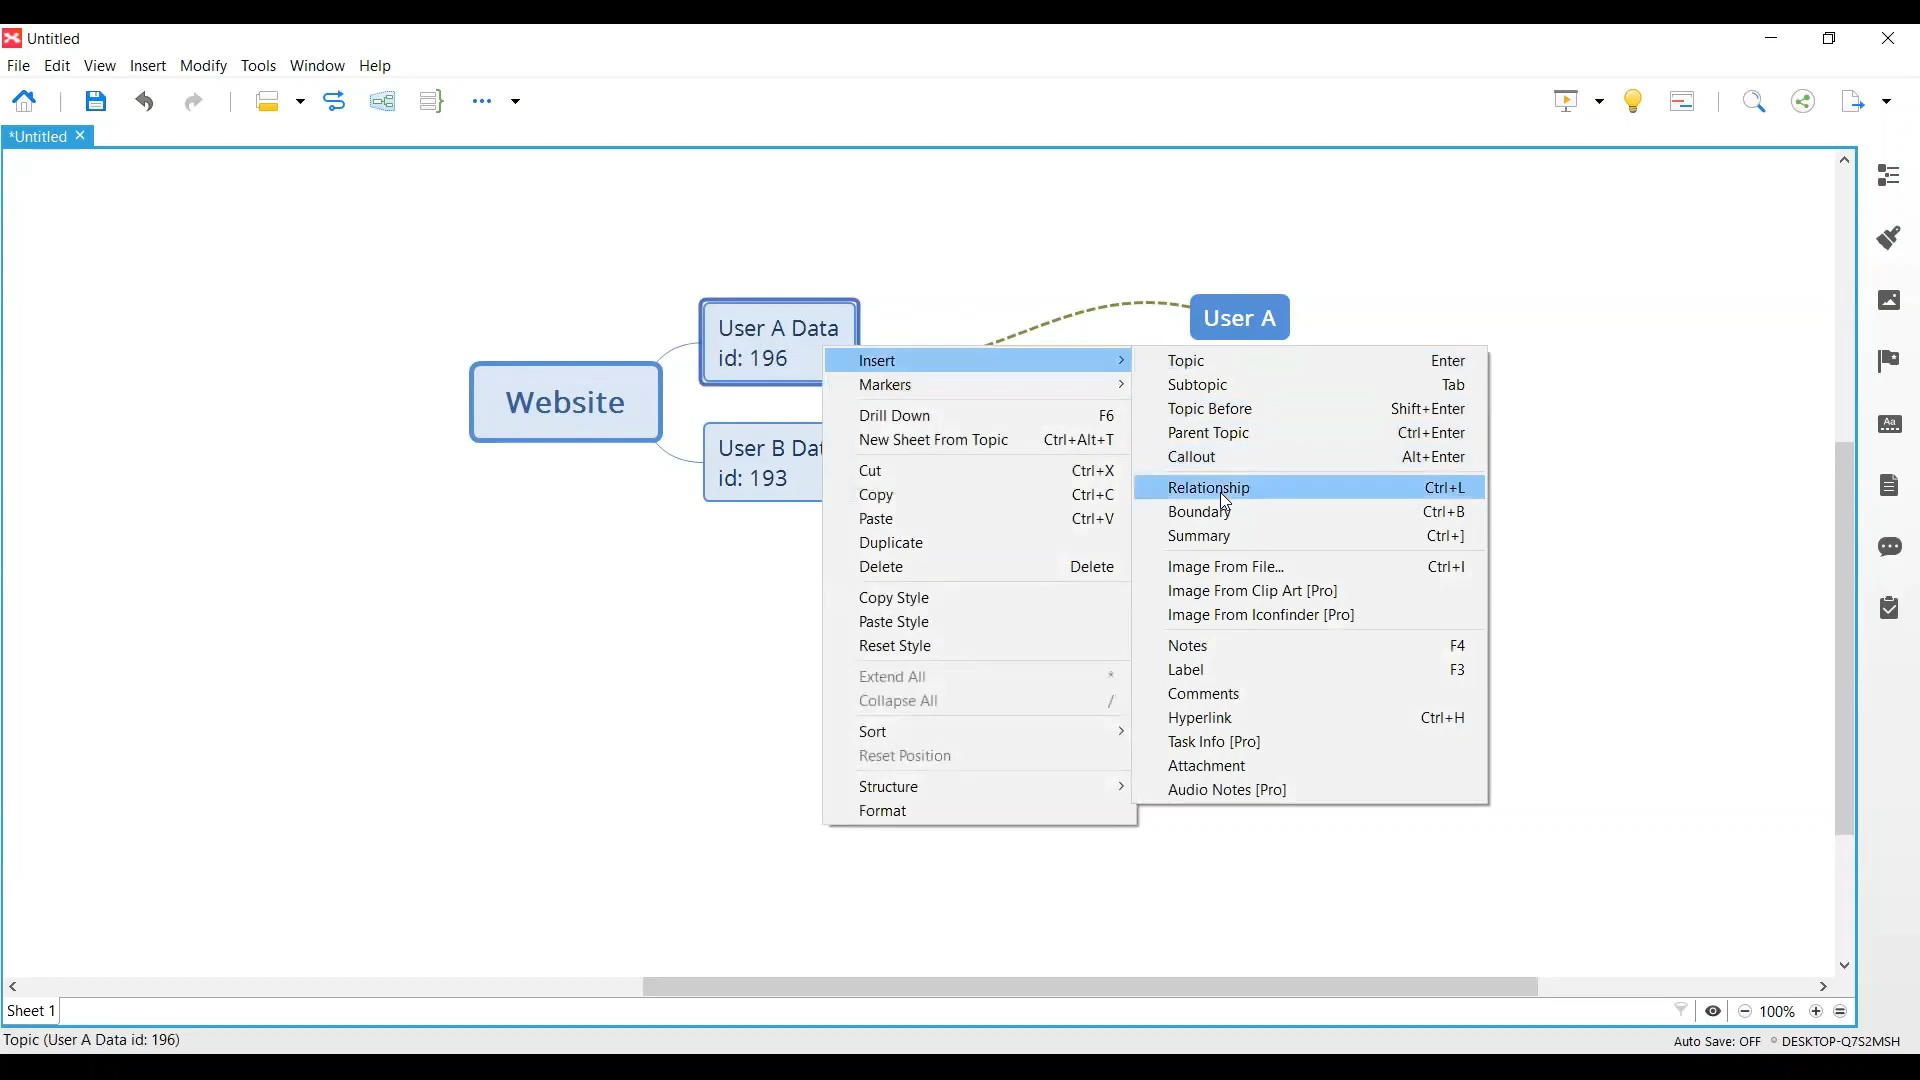 Untitled
File Edit View Insert Modify Tools Window Help
*Untitled
User A
User A Data
id: 196
Website
User B Dat
id: 193
Insert
Markers
Drill Down F6
New Sheet From Topic Ctrl+Alt+T
Cut Ctrl+X
Copy Ctrl+C
Paste Ctrl+V
Duplicate
Delete Delete
Copy Style
Paste Style
Reset Style
Extend All *
Collapse All /
Sort
Reset Position
Structure
Format
Topic Enter
Subtopic Tab
Topic Before Shift+Enter
Parent Topic Ctrl+Enter
Callout Alt+Enter
Relationship Ctrl+L
Boundary Ctrl+B
Summary Ctrl+]
Image From File... Ctrl+I
Image From Clip Art [Pro]
Image From Iconfinder [Pro]
Notes F4
Label F3
Comments
Hyperlink Ctrl+H
Task Info [Pro]
Attachment
Audio Notes [Pro]
Aa
Sheet 1
100%
Topic (User A Data id: 196)
Auto Save: OFF DESKTOP-Q7S2MSH